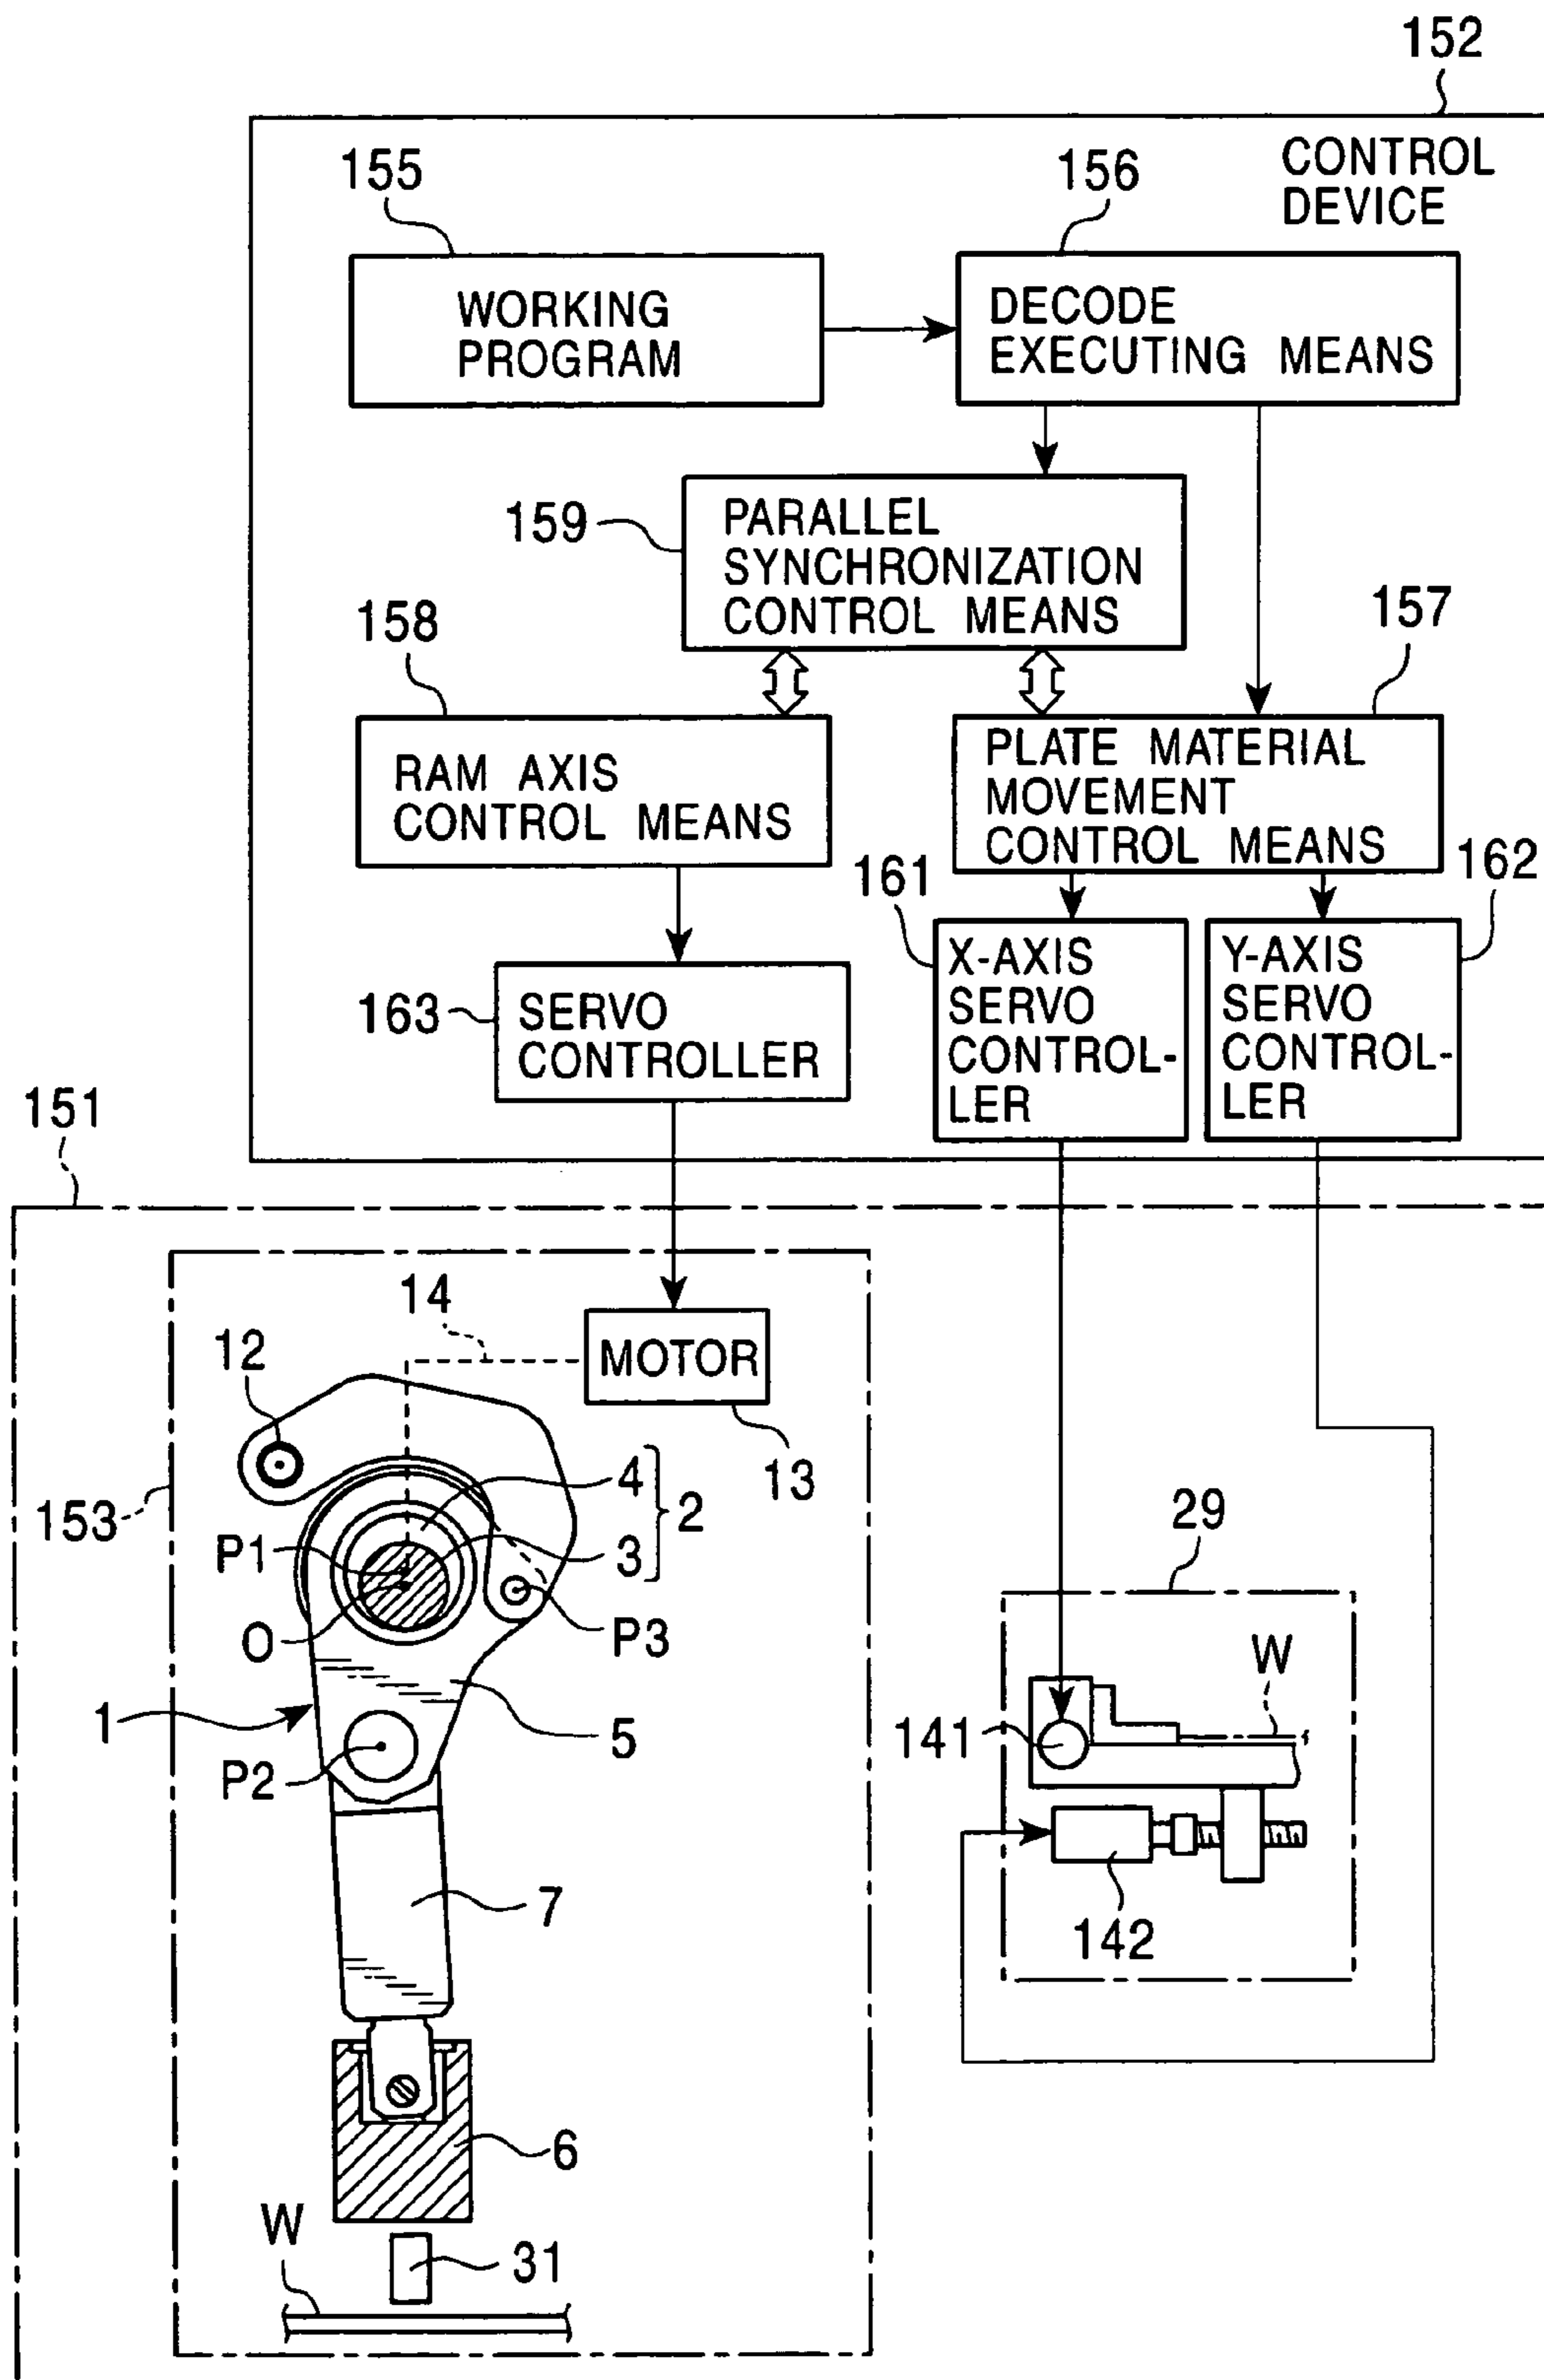 152
CONTROL
DEVICE
155
156
WORKING
PROGRAM
DECODE
EXECUTING MEANS
159
PARALLEL
SYNCHRONIZATION
CONTROL MEANS
158
157
RAM AXIS
CONTROL MEANS
PLATE MATERIAL
MOVEMENT
CONTROL MEANS
161
162
163
SERVO
CONTROLLER
X-AXIS
SERVO
CONTROL-
LER
Y-AXIS
SERVO
CONTROL-
LER
151
14
MOTOR
12
13
153
4
2
3
P1
O
P3
29
W
1
5
141
P2
7
142
6
W
31